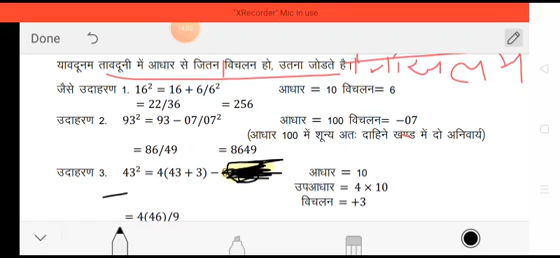 'XRecorder' Mic in use
Done
यावदूनम तावदूनी में आधार से जितन विचलन हो, उतना जोडते है।
जैसे उदाहरण 1. 16² = 16 + 6/6² आधार = 10 विचलन= 6
= 22/36 = 256
उदाहरण 2. 93² = 93 − 07/07² आधार = 100 विचलन= −07
(आधार 100 में शून्य अतः दाहिने खण्ड में दो अनिवार्य)
= 86/49 = 8649
उदाहरण 3. 43² = 4(43 + 3) − आधार = 10
उपआधार = 4 × 10
विचलन = +3
= 4(46)/9